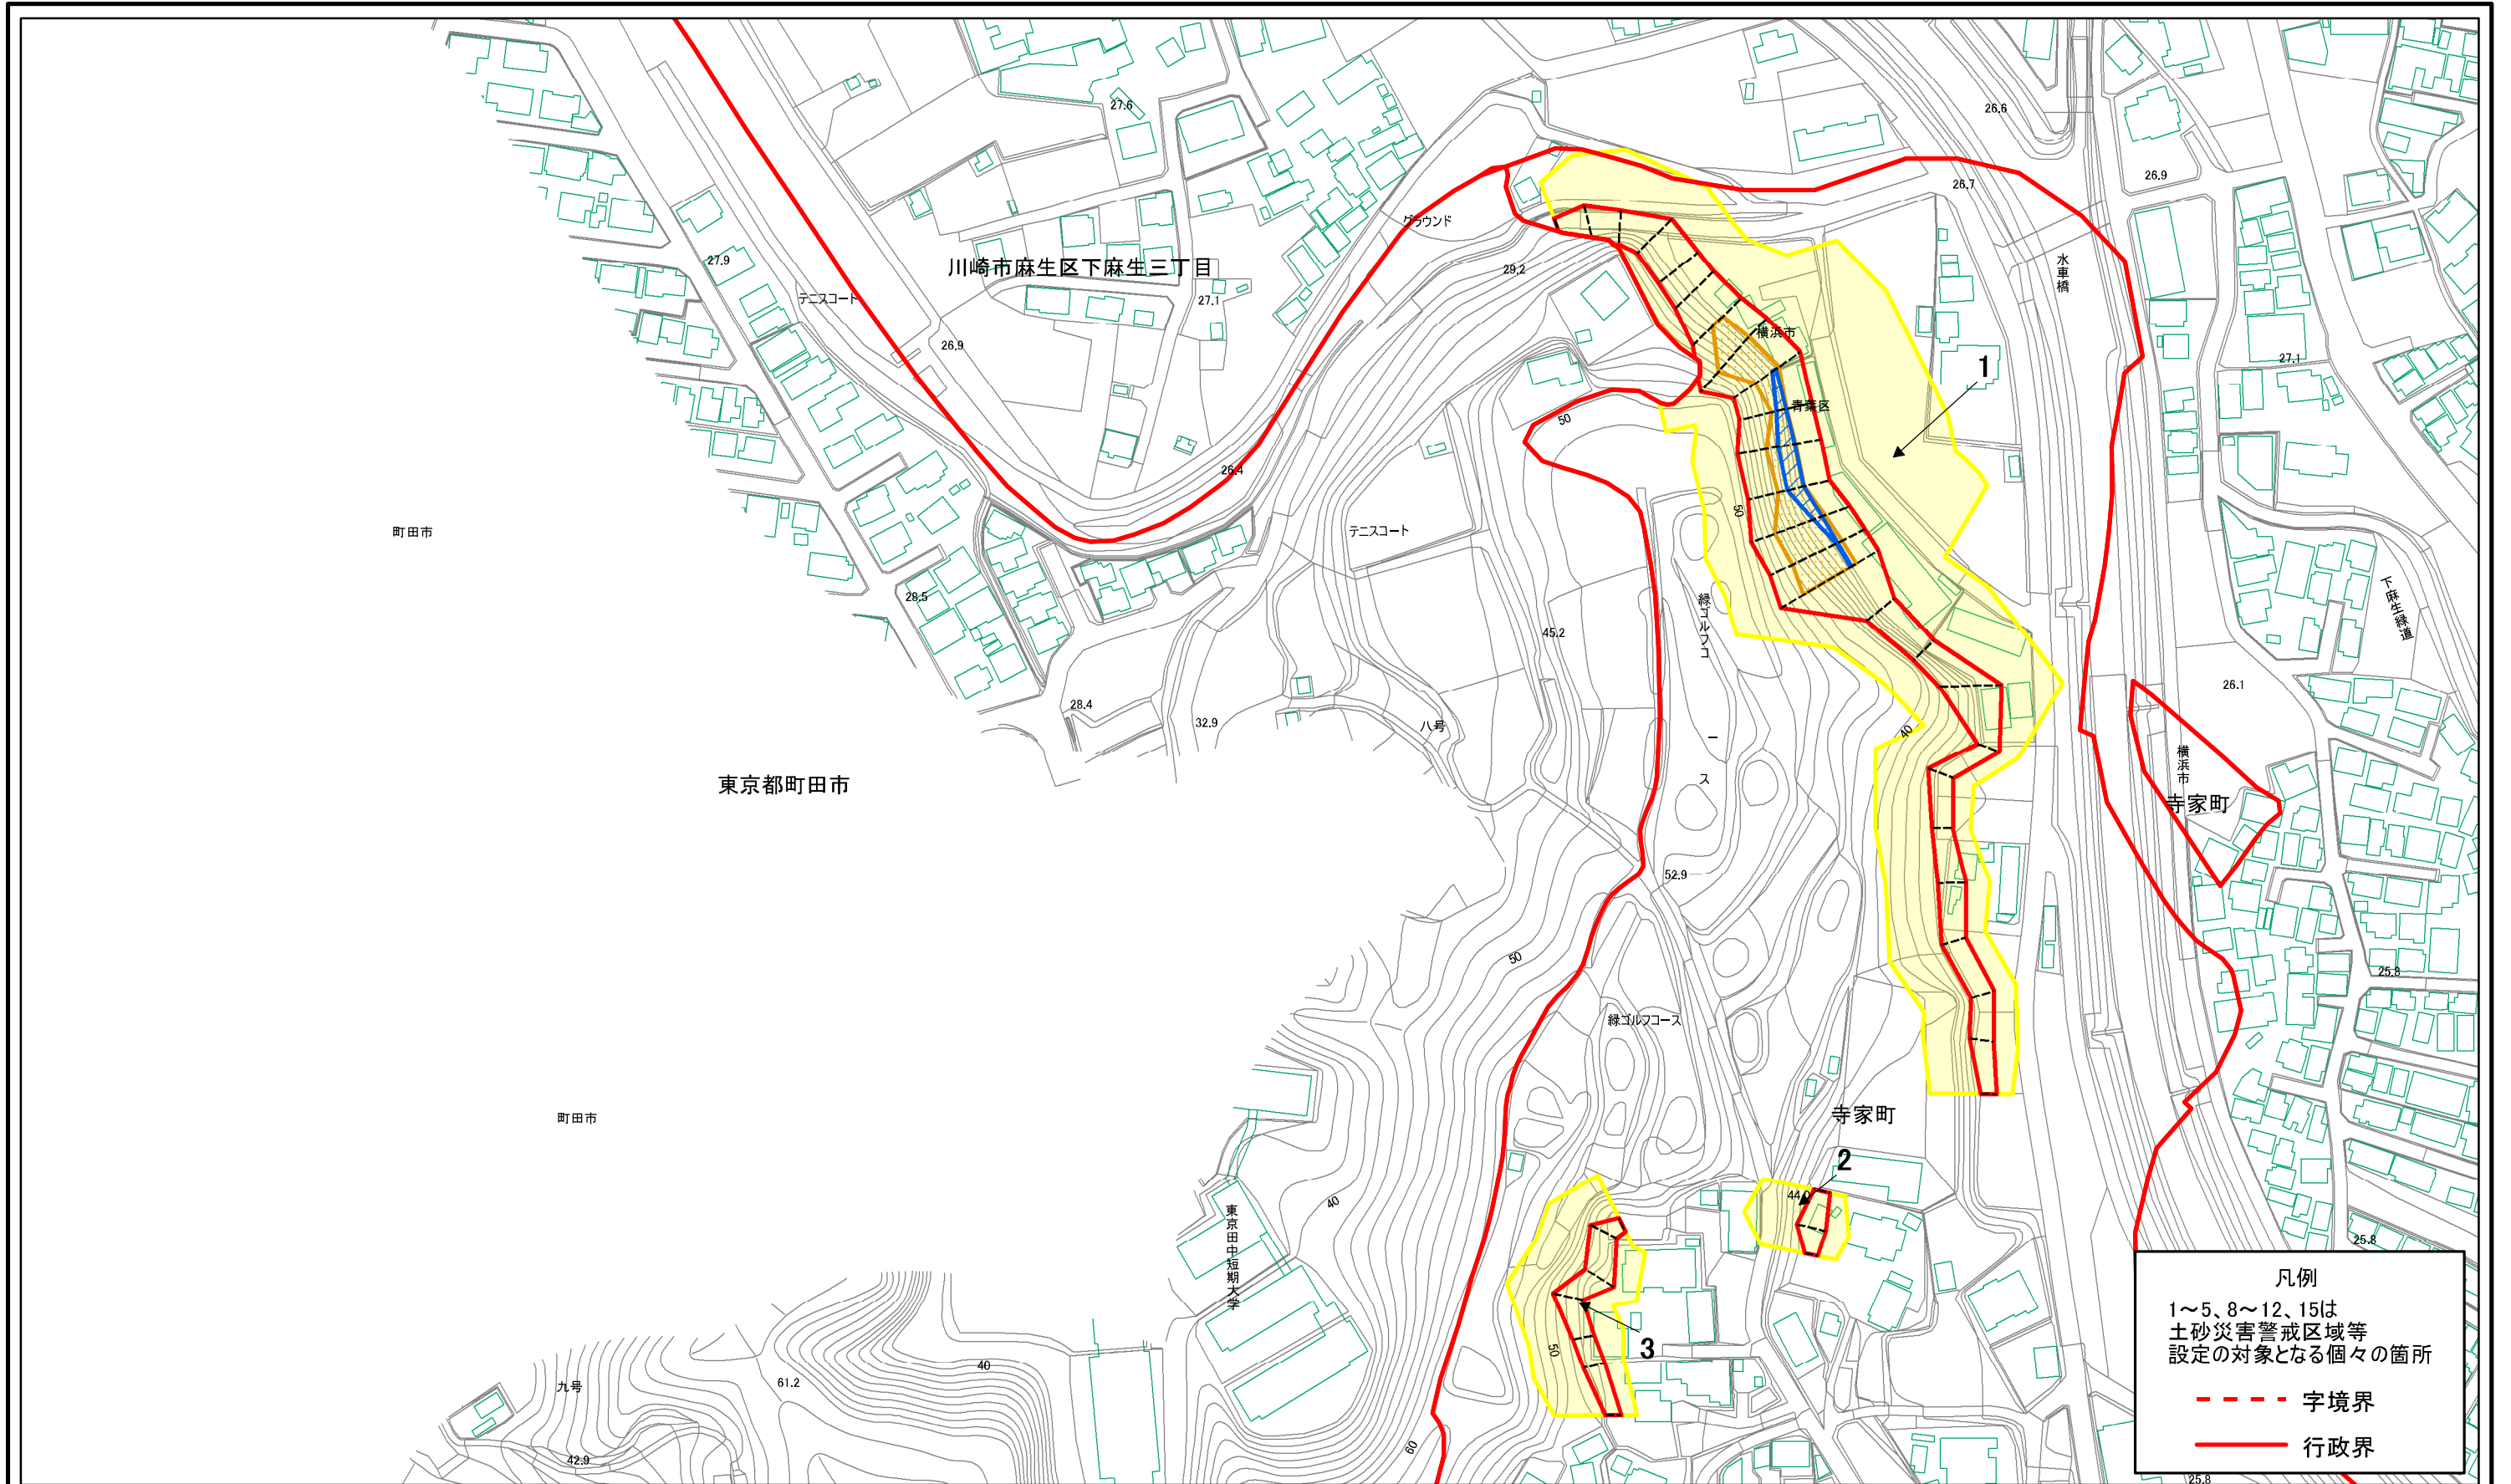 27.6
26.6
26.9
26.7
グラウンド
27.9
川崎市麻生区下麻生三丁目
29.2
水車橋
テニスコート
27.1
横浜市
26.9
27.1
1
青葉区
50
26.4
50
町田市
テニスコート
28.5
緑ゴルフコース
下麻生緑道
45.2
26.1
28.4
32.9
八号
40
横浜市
東京都町田市
寺家町
52.9
50
25.8
緑ゴルフコース
町田市
寺家町
2
44.0
40
東京田中短期大学
25.8
3
50
40
61.2
九号
60
42.9
25.8
凡例
1～5、8～12、15は
土砂災害警戒区域等
設定の対象となる個々の箇所
字境界
行政界